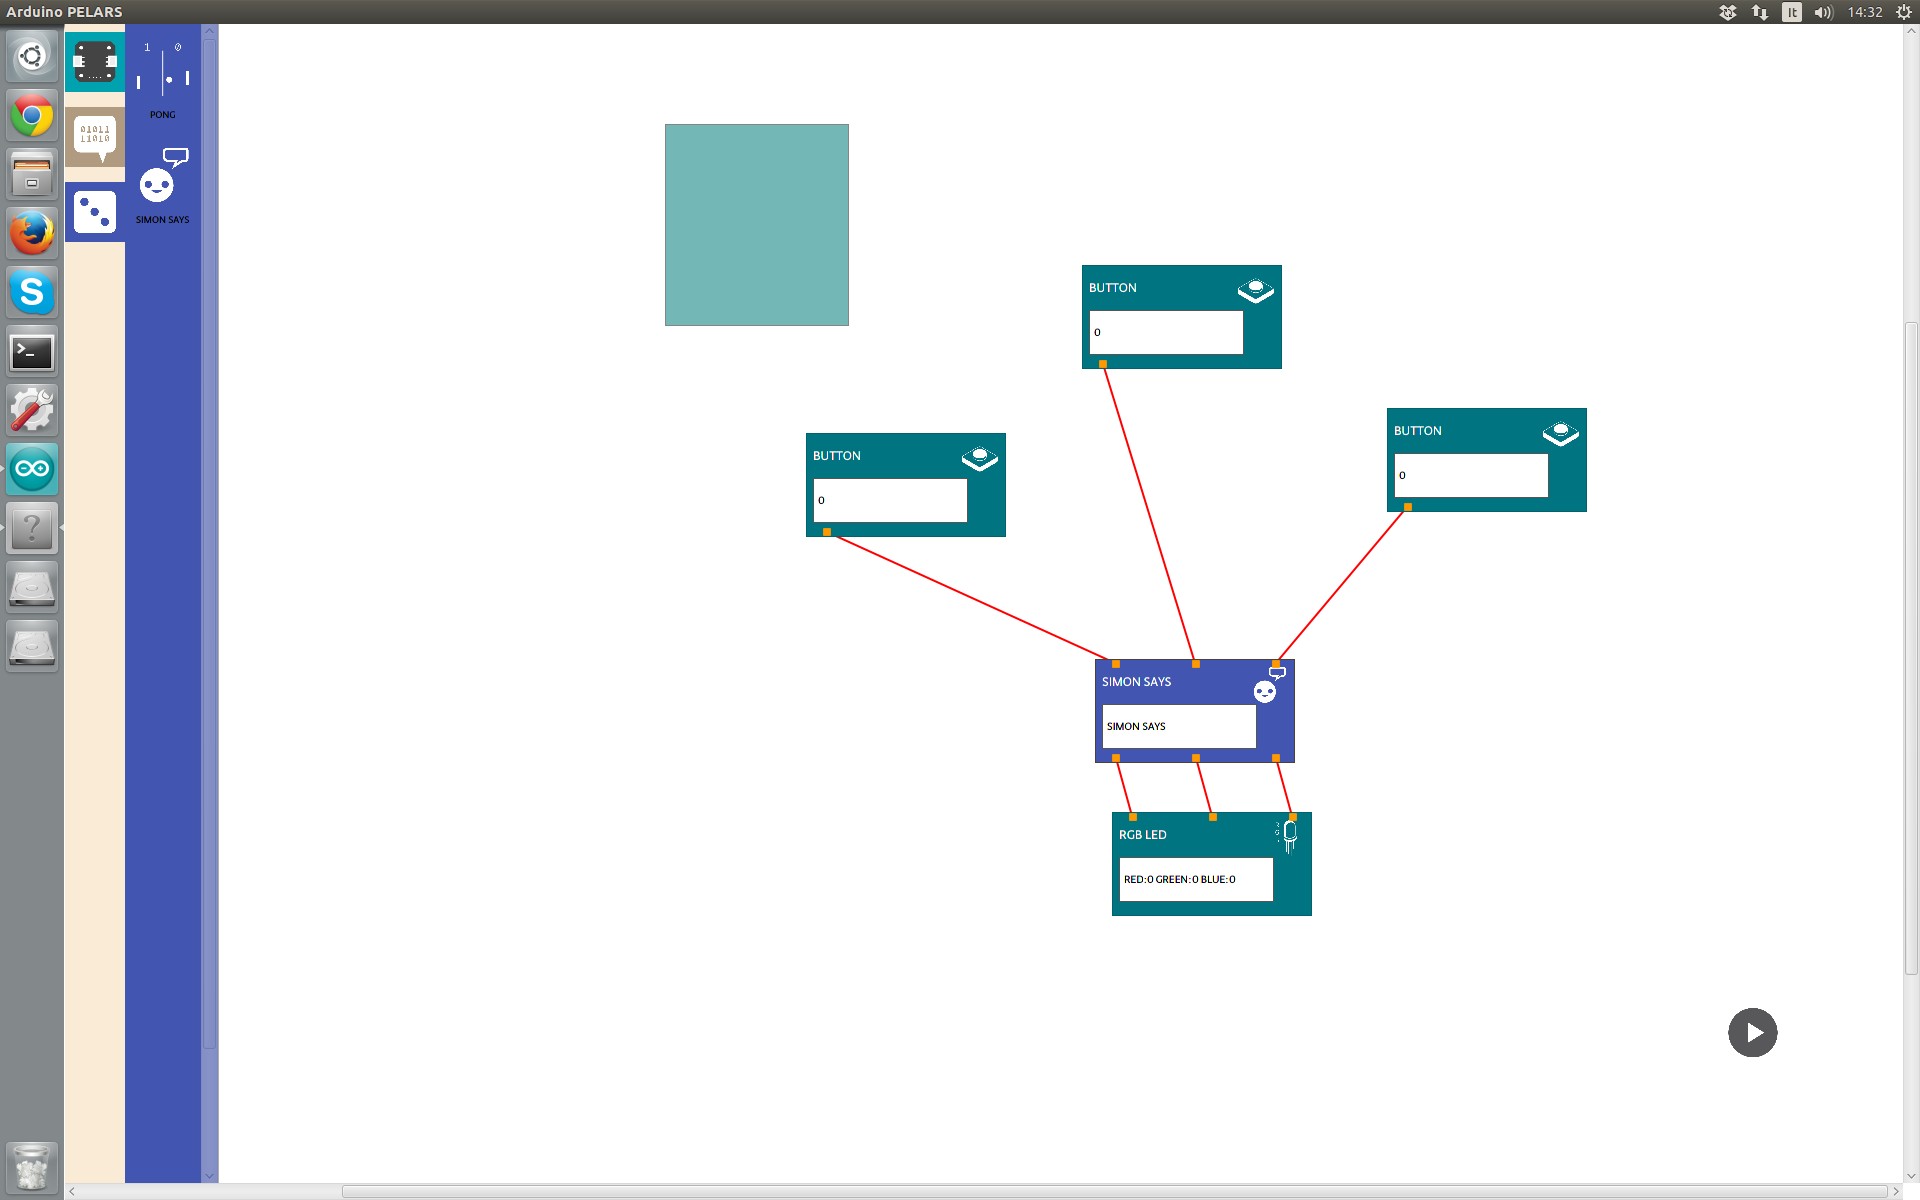 Arduino PELARS
It
14:32
1 0
PONG
01011
11010
SIMON SAYS
BUTTON
0
BUTTON
0
BUTTON
0
SIMON SAYS
SIMON SAYS
RGB LED
RED:0 GREEN:0 BLUE:0